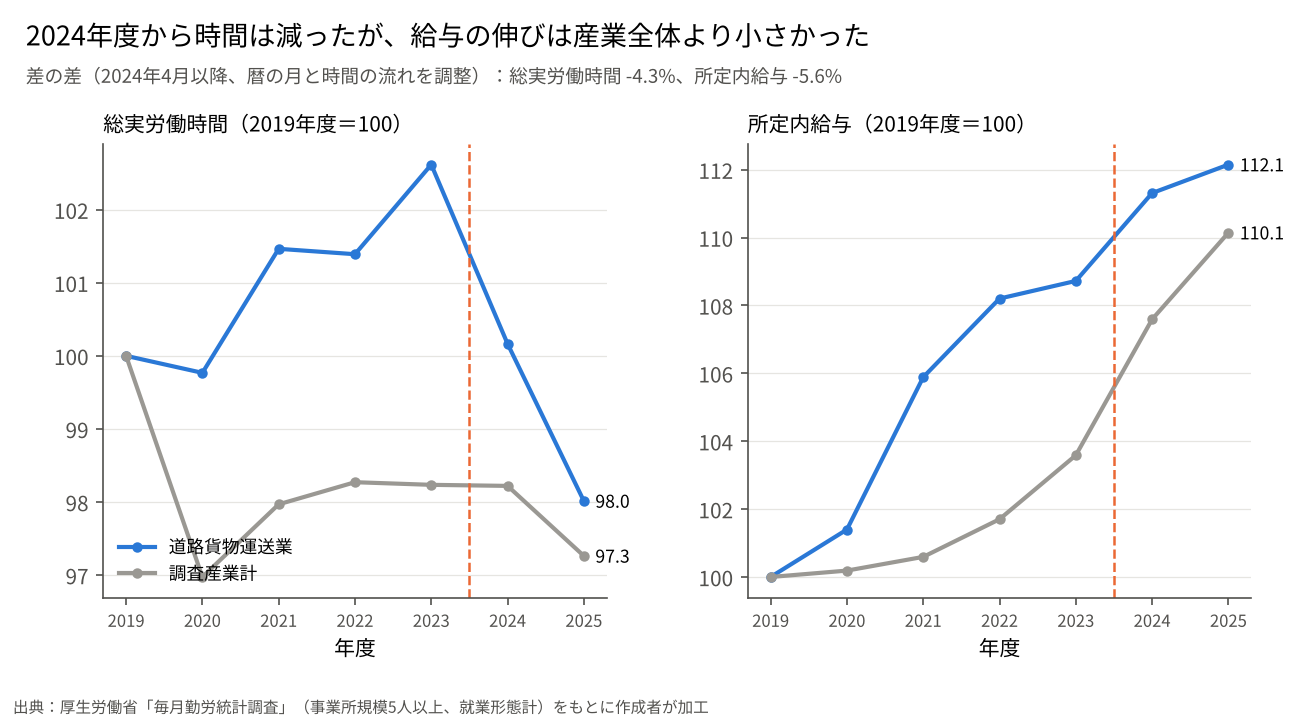 2024年度から時間は減ったが、給与の伸びは産業全体より小さかった
差の差（2024年4月以降、暦の月と時間の流れを調整）：総実労働時間 -4.3%、所定内給与 -5.6%
総実労働時間（2019年度＝100）
102
101
100
99
98
97
98.0
97.3
道路貨物運送業
調査産業計
2019 2020 2021 2022 2023 2024 2025
年度
所定内給与（2019年度＝100）
112
110
108
106
104
102
100
112.1
110.1
2019 2020 2021 2022 2023 2024 2025
年度
出典：厚生労働省「毎月勤労統計調査」（事業所規模5人以上、就業形態計）をもとに作成者が加工